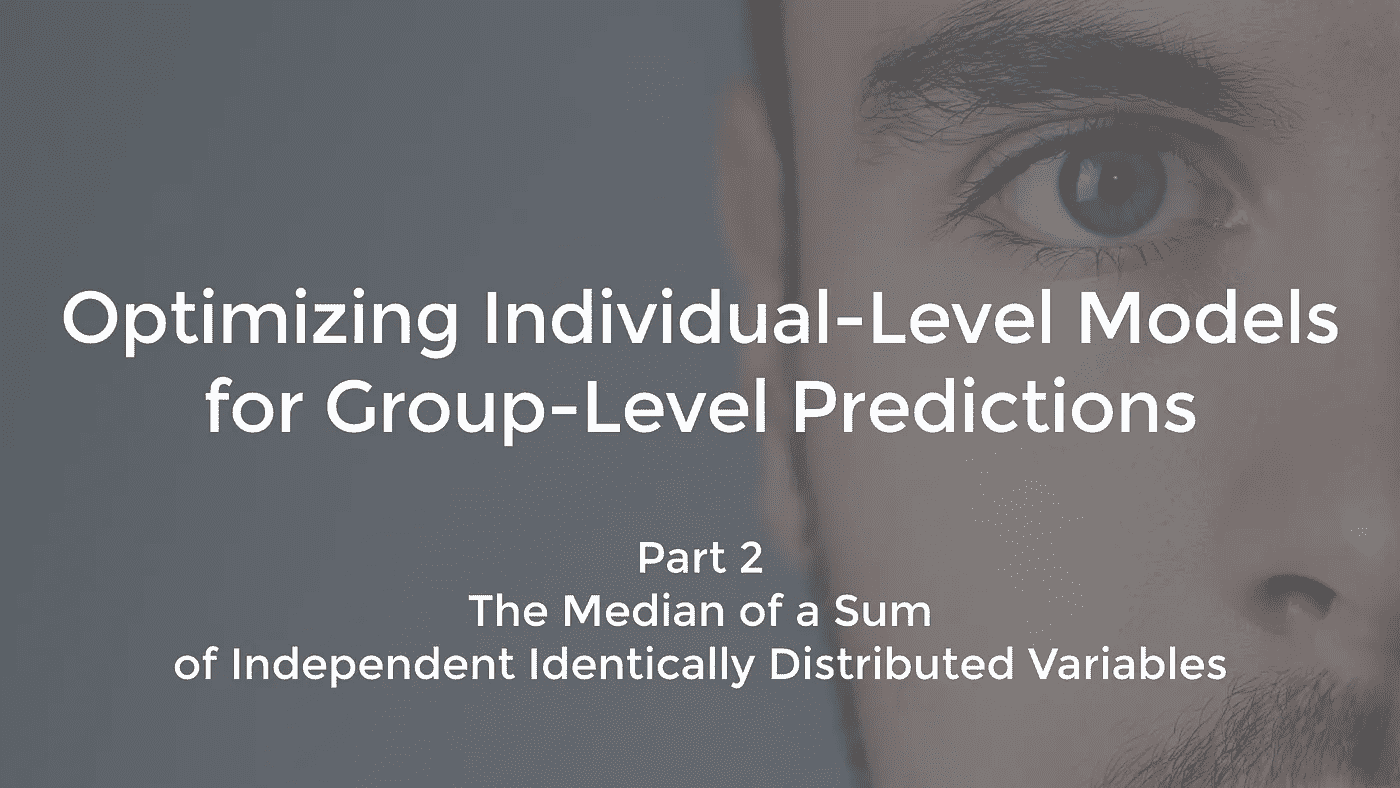 Optimizing Individual-Level Models
for Group-Level Predictions
Part 2
The Median of a Sum
of Independent Identically Distributed Variables